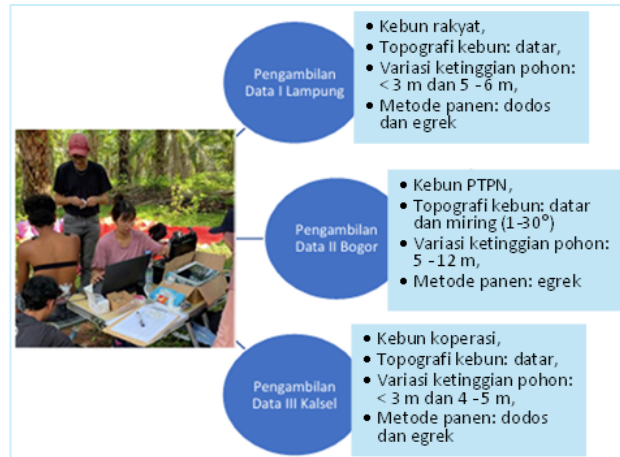 Pengambilan
Data I Lampung
• Kebun rakyat,
• Topografi kebun: datar,
• Variasi ketinggian pohon:
< 3 m dan 5 -6 m,
• Metode panen: dodos
dan egrek
Pengambilan
Data II Bogor
• Kebun PTPN,
• Topografi kebun: datar
dan miring (1-30°)
• Variasi ketinggian pohon:
5 -12 m,
• Metode panen: egrek
Pengambilan
Data III Kalsel
• Kebun koperasi,
• Topografi kebun: datar,
• Variasi ketinggian pohon:
< 3 m dan 4 -5 m,
• Metode panen: dodos
dan egrek